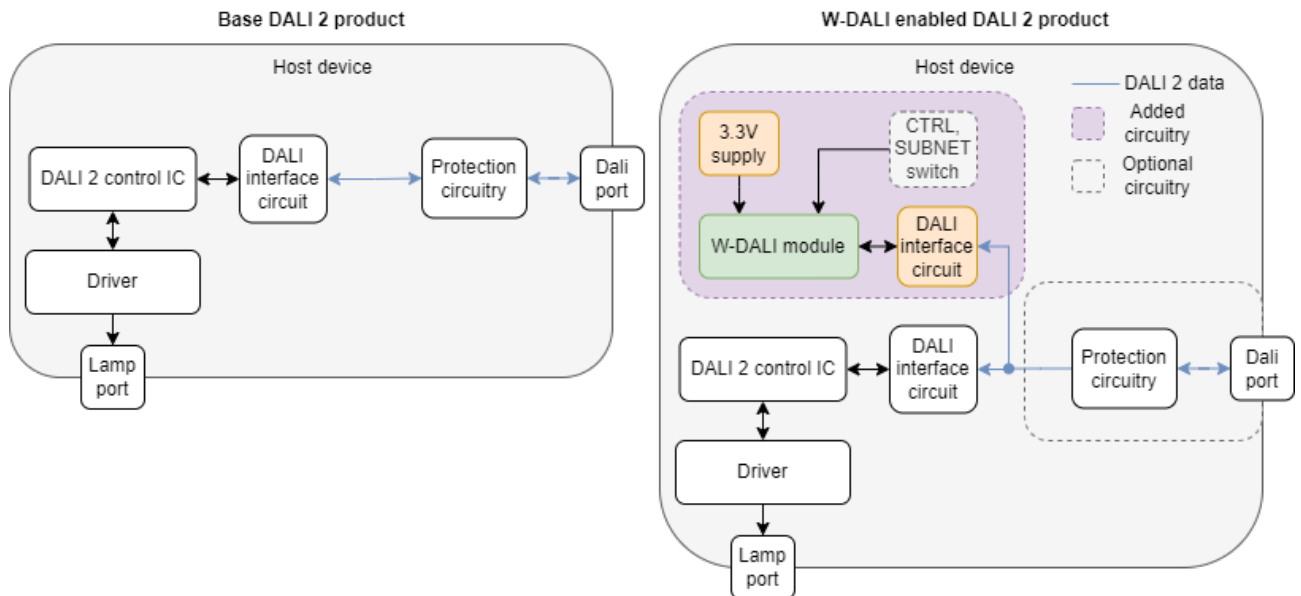 Base DALI 2 product
Host device
DALI 2 control IC
DALI
interface
circuit
Protection
circuitry
Dali
port
Driver
Lamp
port
W-DALI enabled DALI 2 product
Host device
DALI 2 data
Added
circuitry
Optional
circuitry
3.3V
supply
CTRL,
SUBNET
switch
W-DALI module
DALI
interface
circuit
DALI 2 control IC
DALI
interface
circuit
Protection
circuitry
Dali
port
Driver
Lamp
port